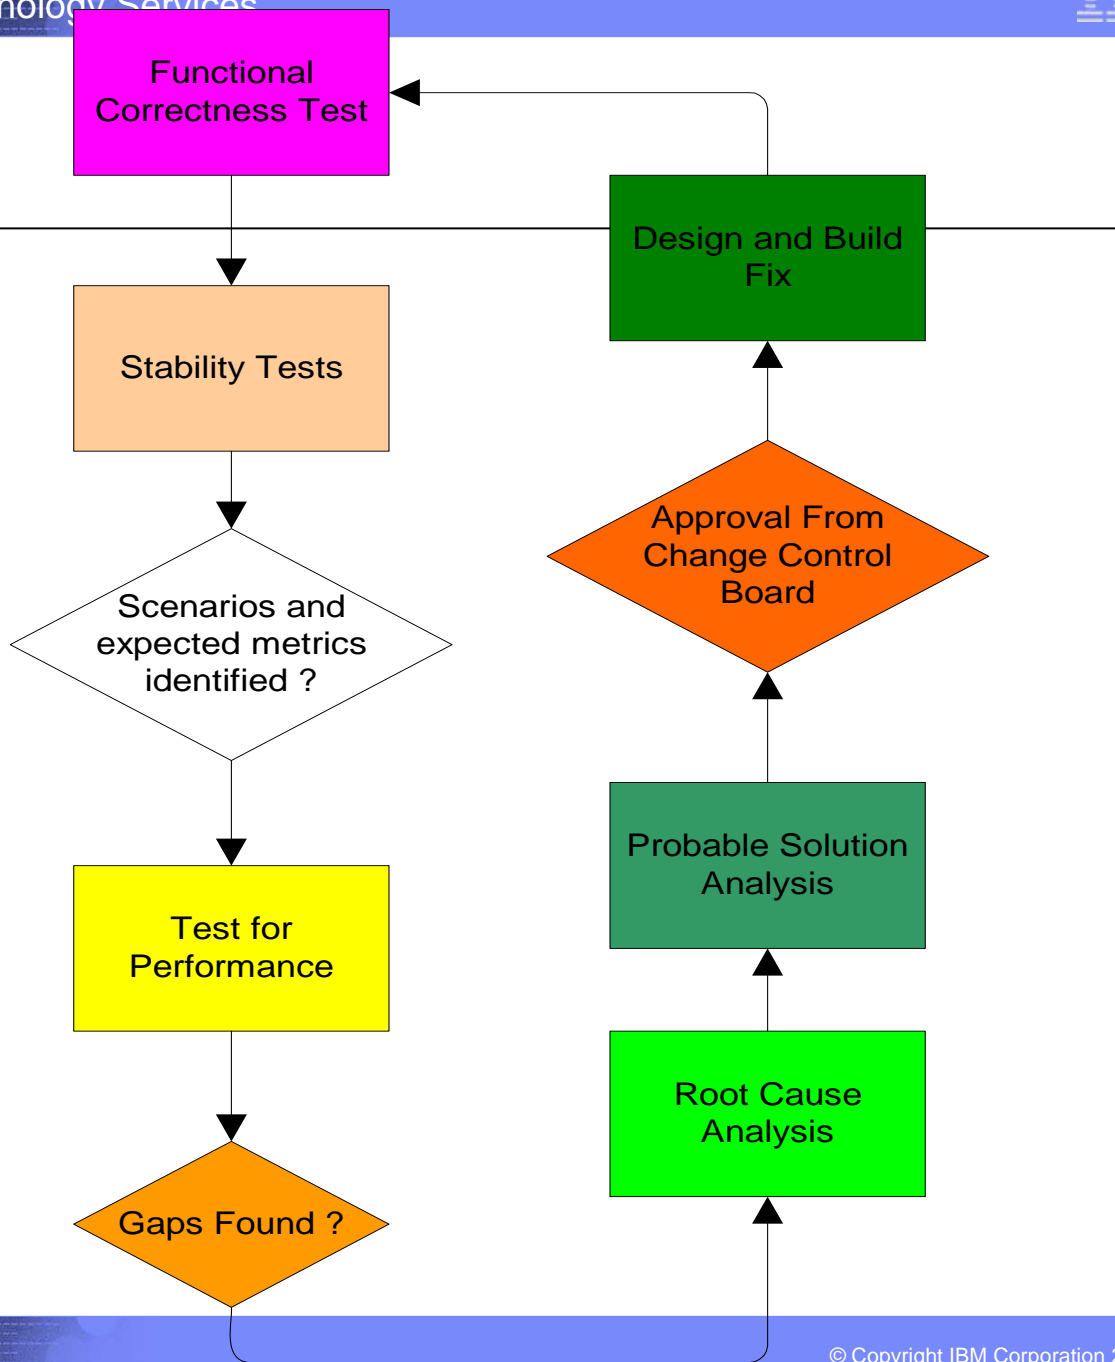 Services
Functional
Correctness Test
Stability Tests
Scenarios and
expected metrics
identified ?
Test for
Performance
Gaps Found ?
Design and Build
Fix
Approval From
Change Control
Board
Probable Solution
Analysis
Root Cause
Analysis
© Copyright IBM Corporation